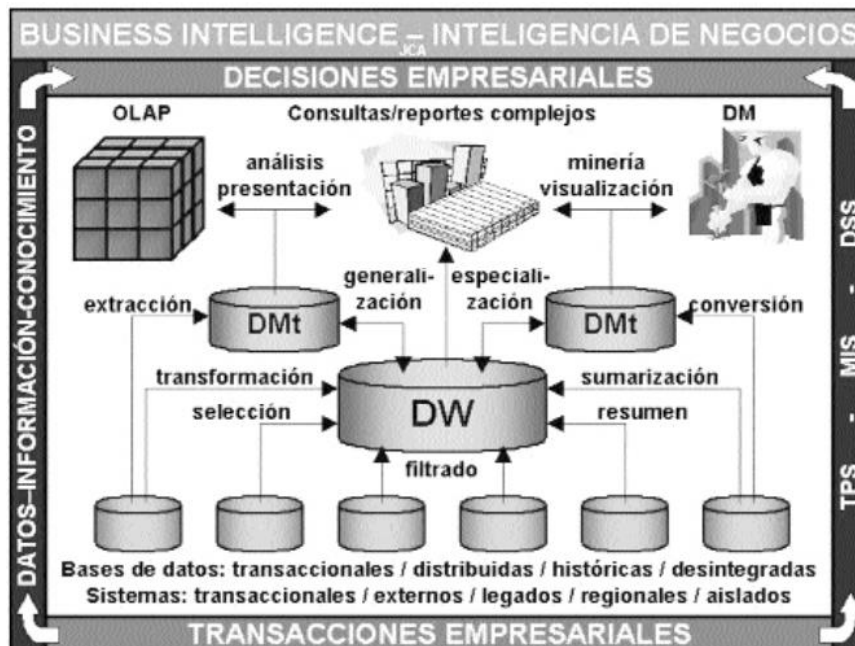 BUSINESS INTELLIGENCE – INTELIGENCIA DE NEGOCIOS
JCA
DECISIONES EMPRESARIALES
OLAP
Consultas/reportes complejos
DM
análisis
presentación
minería
visualización
generali-
zación
especiali-
zación
extracción
DMt
DMt
conversión
transformación
sumarización
selección
DW
resumen
filtrado
Bases de datos: transaccionales / distribuidas / históricas / desintegradas
Sistemas: transaccionales / externos / legados / regionales / aislados
TRANSACCIONES EMPRESARIALES
DATOS–INFORMACIÓN-CONOCIMIENTO
TPS - MIS - DSS